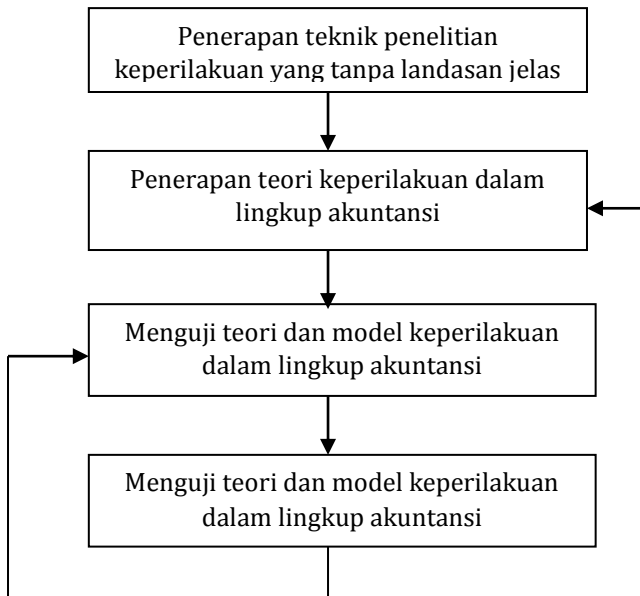 Penerapan teknik penelitian
keperilakuan yang tanpa landasan jelas
Penerapan teori keperilakuan dalam
lingkup akuntansi
Menguji teori dan model keperilakuan
dalam lingkup akuntansi
Menguji teori dan model keperilakuan
dalam lingkup akuntansi